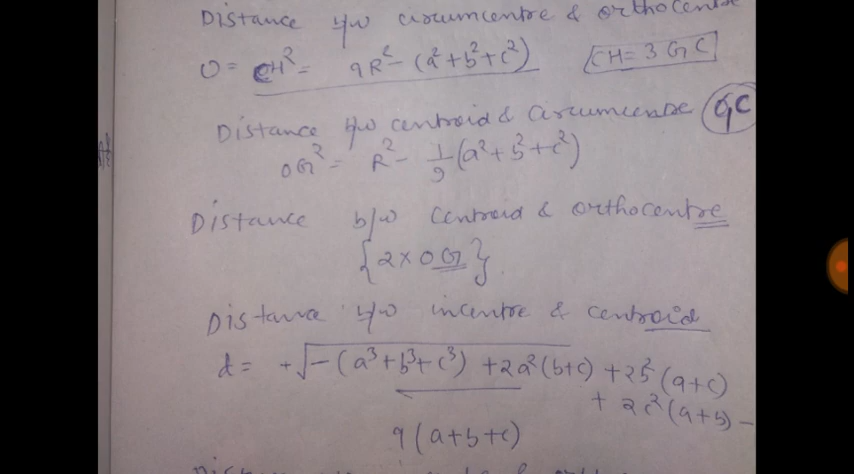 Distance b/w circumcentre & orthocentre
O = CH² = 9R² - (a² + b² + c²) CH = 3 GC
Distance b/w centroid & circumcentre GC
OG² = R² - 1/9 (a² + b² + c²)
Distance b/w centroid & orthocentre
{2 × OG}
Distance b/w incentre & centroid
d = +√-(a³ + b³ + c³) + 2a²(b+c) + 2b²(a+c)
+ 2c²(a+b) -
9(a+b+c)